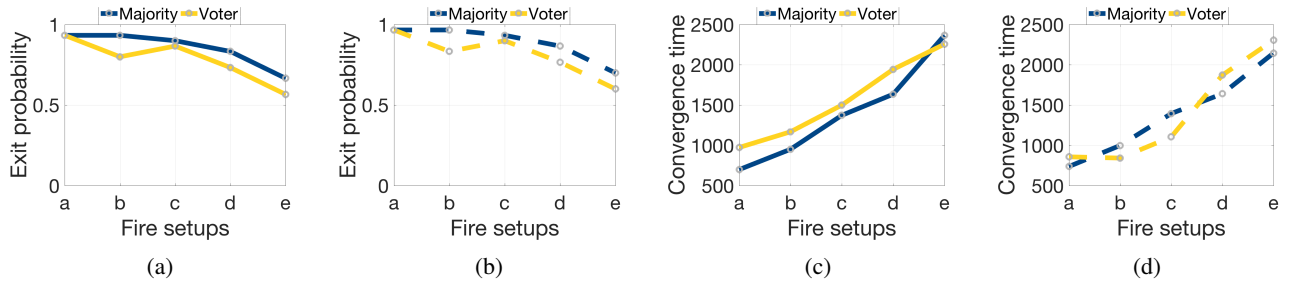 Majority Voter
1
0.5
0
Exit probability
a b c d e
Fire setups
(a)
Majority Voter
1
0.5
0
Exit probability
a b c d e
Fire setups
(b)
Majority Voter
2500
2000
1500
1000
500
Convergence time
a b c d e
Fire setups
(c)
Majority Voter
2500
2000
1500
1000
500
Convergence time
a b c d e
Fire setups
(d)